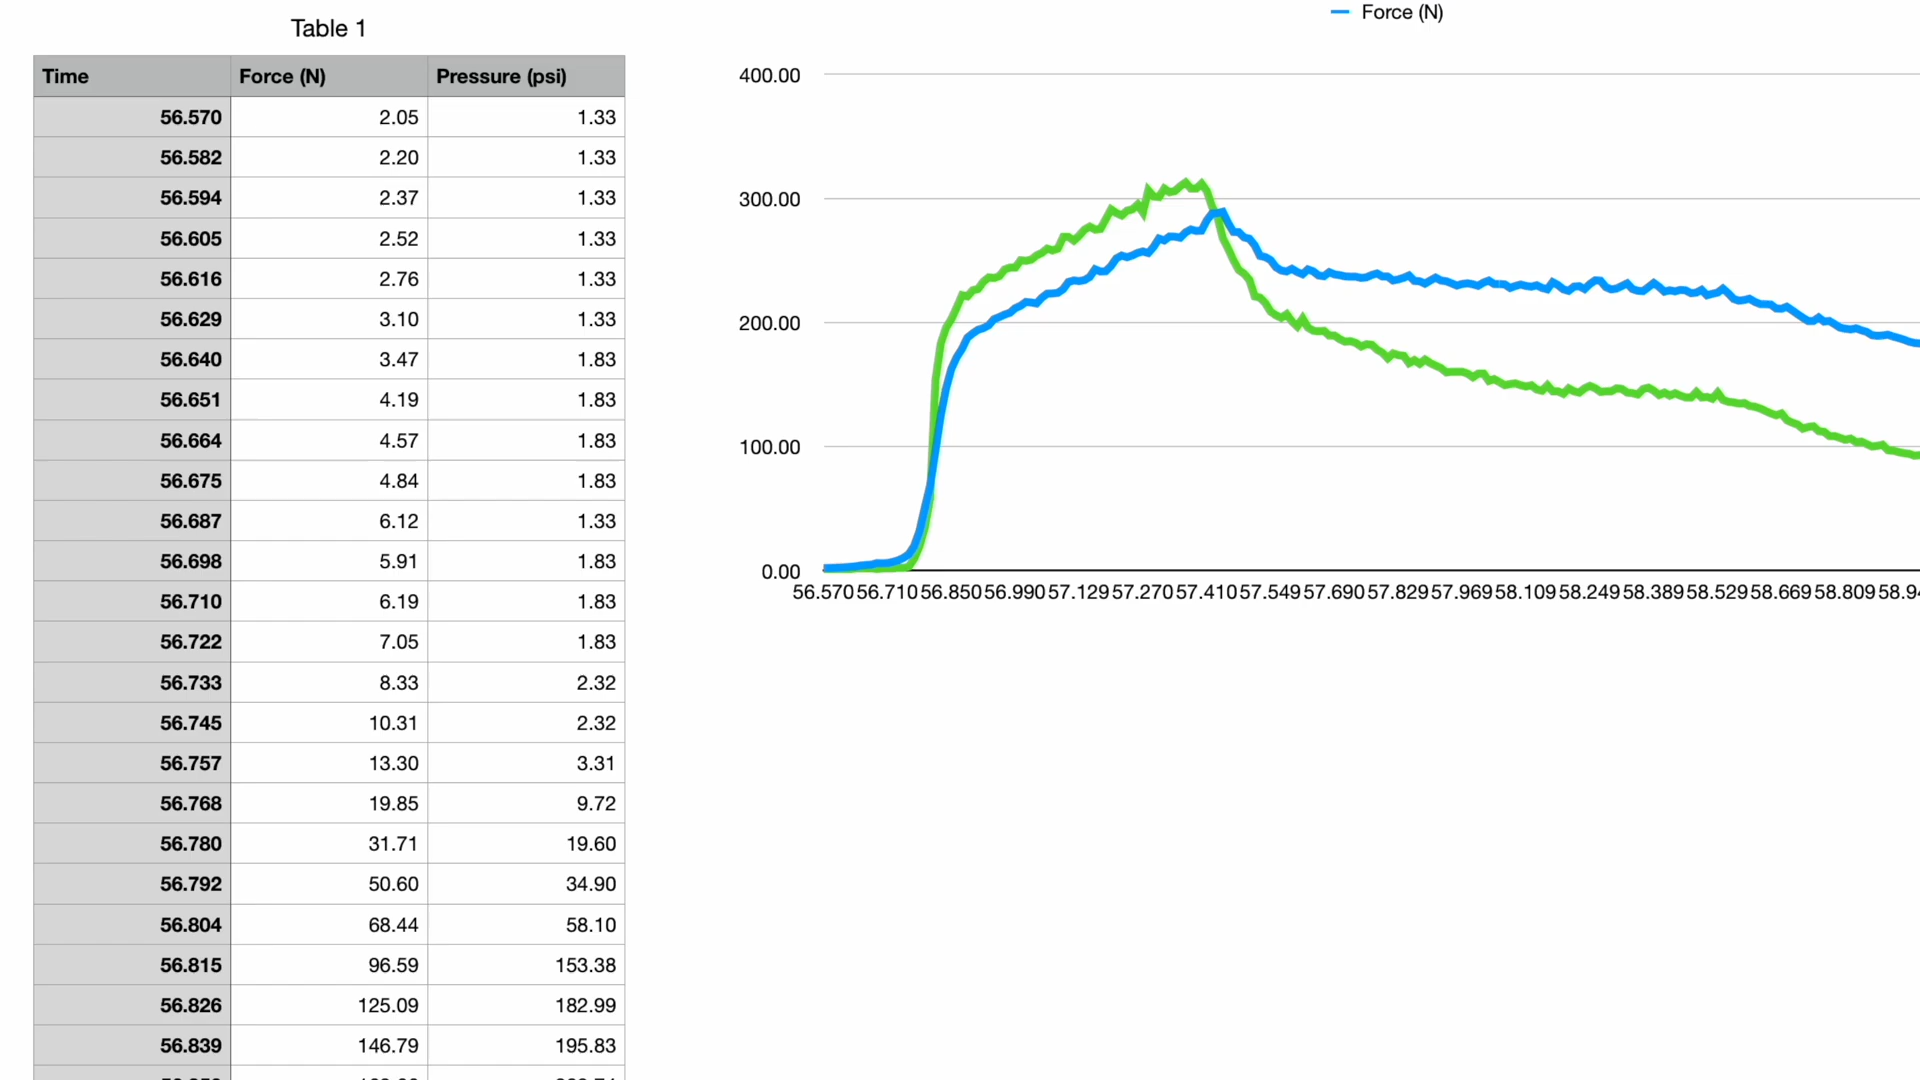 Table 1
Time Force (N) Pressure (psi)
56.570 2.05 1.33
56.582 2.20 1.33
56.594 2.37 1.33
56.605 2.52 1.33
56.616 2.76 1.33
56.629 3.10 1.33
56.640 3.47 1.83
56.651 4.19 1.83
56.664 4.57 1.83
56.675 4.84 1.83
56.687 6.12 1.33
56.698 5.91 1.83
56.710 6.19 1.83
56.722 7.05 1.83
56.733 8.33 2.32
56.745 10.31 2.32
56.757 13.30 3.31
56.768 19.85 9.72
56.780 31.71 19.60
56.792 50.60 34.90
56.804 68.44 58.10
56.815 96.59 153.38
56.826 125.09 182.99
56.839 146.79 195.83
Force (N)
400.00
300.00
200.00
100.00
0.00
56.570 56.710 56.850 56.990 57.129 57.270 57.410 57.549 57.690 57.829 57.969 58.109 58.249 58.389 58.529 58.669 58.809